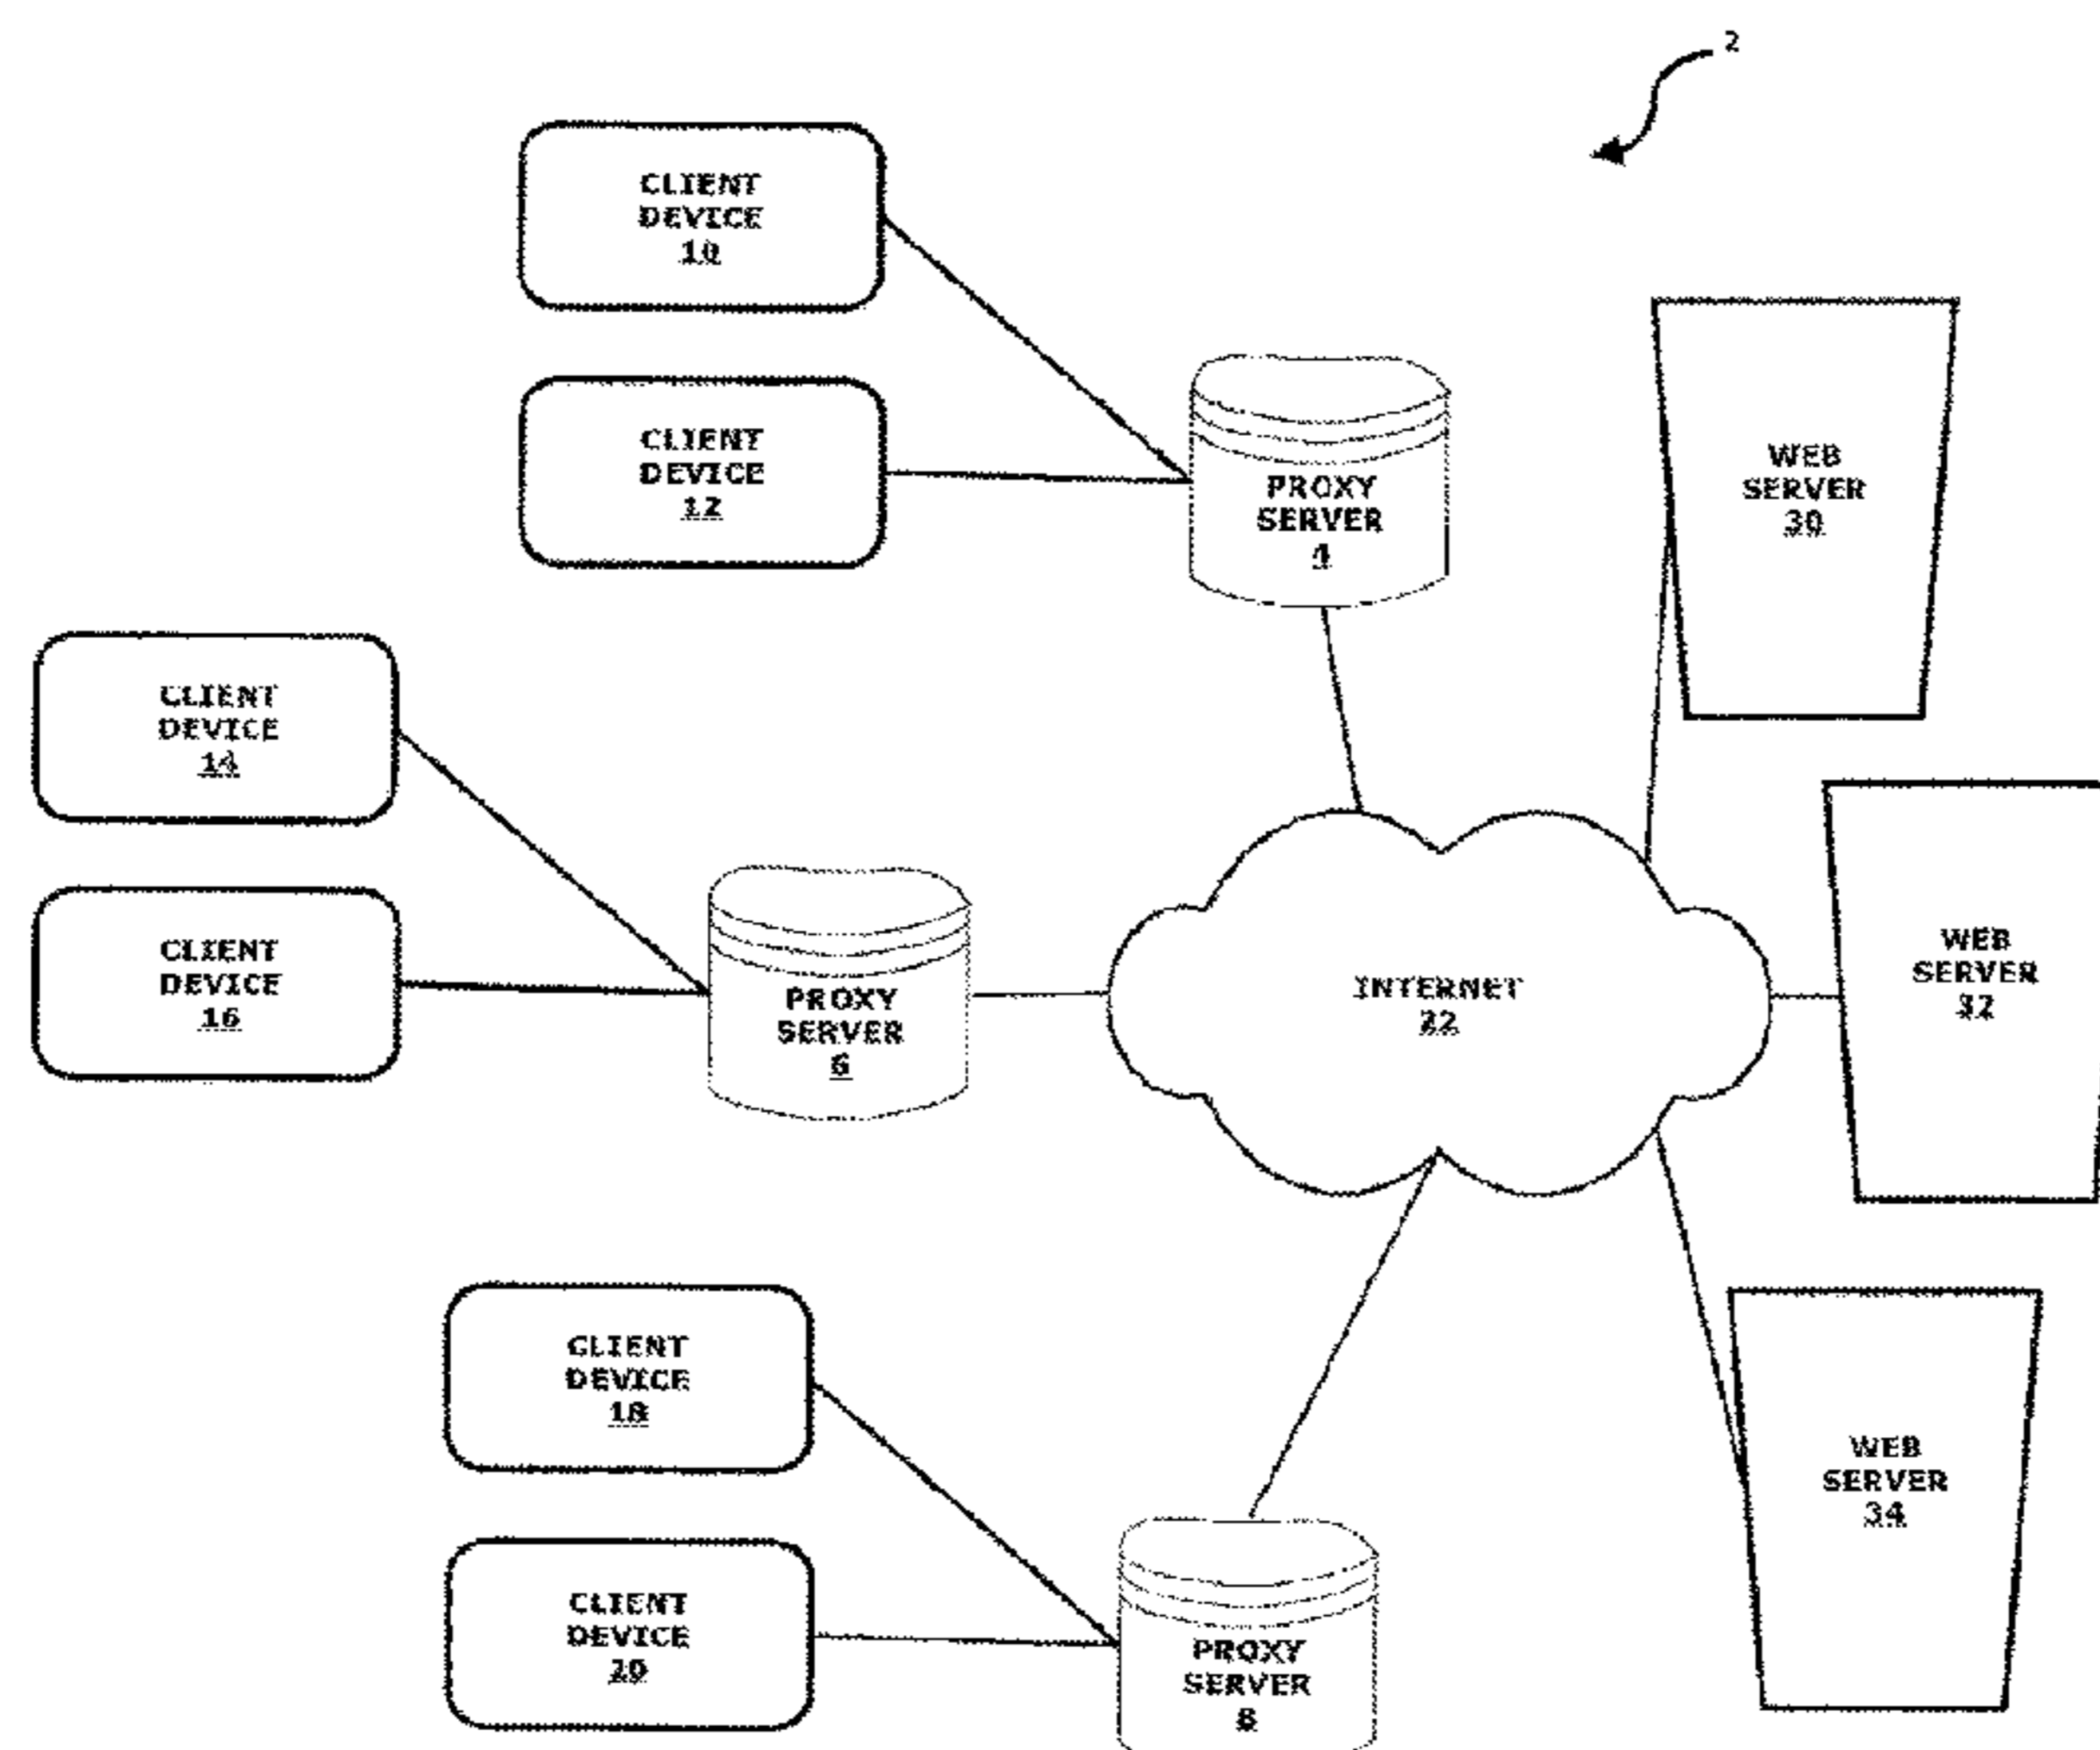 2
CLIENT
DEVICE
10
CLIENT
DEVICE
12
PROXY
SERVER
4
WEB
SERVER
30
CLIENT
DEVICE
14
CLIENT
DEVICE
16
PROXY
SERVER
6
INTERNET
22
WEB
SERVER
32
CLIENT
DEVICE
18
CLIENT
DEVICE
20
PROXY
SERVER
8
WEB
SERVER
34